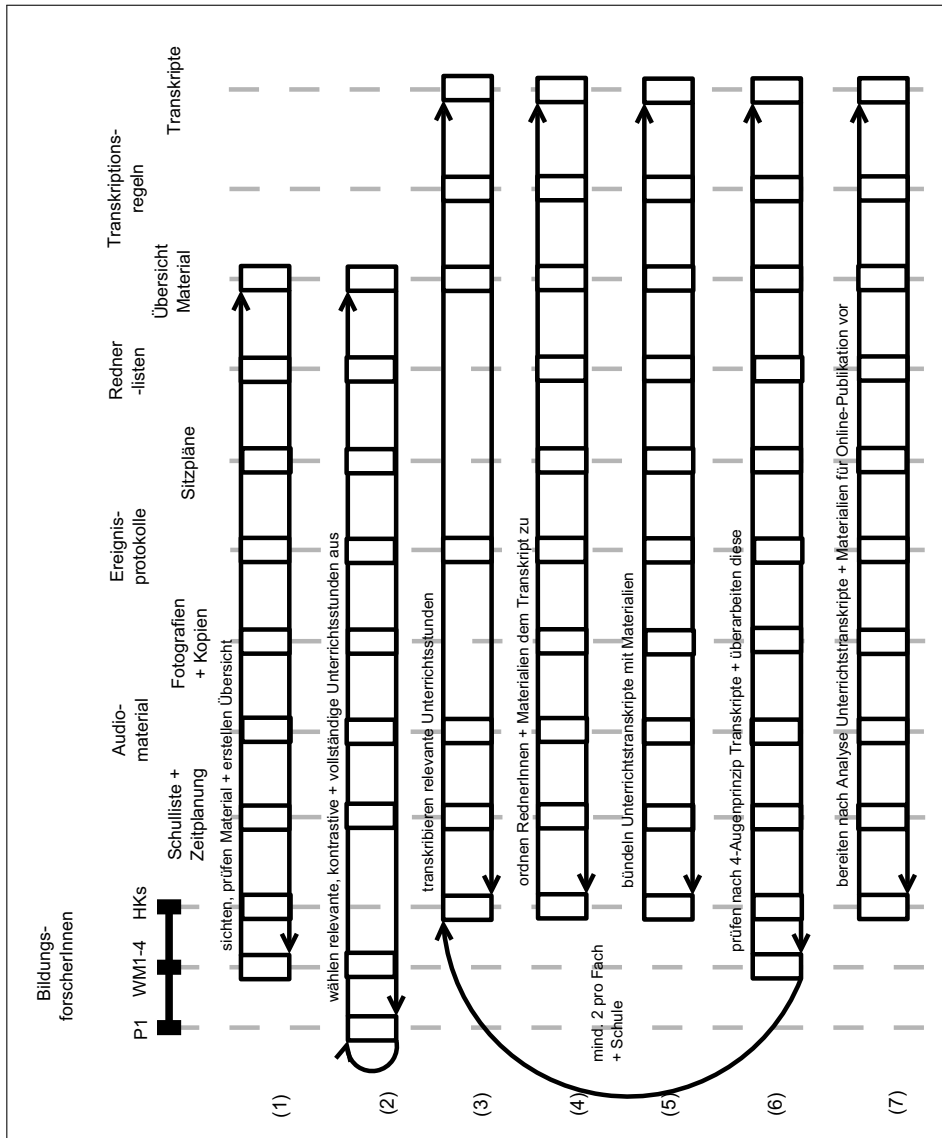 Bildungs-
forscherInnen
P1
WM1-4
HKs
Schulliste +
Zeitplanung
Audio-
material
Fotografien
+ Kopien
Ereignis-
protokolle
Sitzpläne
Redner
-listen
Übersicht
Material
Transkriptions-
regeln
Transkripte
(1)
sichten, prüfen Material + erstellen Übersicht
(2)
wählen relevante, kontrastive + vollständige Unterrichtsstunden aus
(3)
transkribieren relevante Unterrichtsstunden
(4)
ordnen RednerInnen + Materialien dem Transkript zu
(5)
bündeln Unterrichtstranskripte mit Materialien
mind. 2 pro Fach
+ Schule
(6)
prüfen nach 4-Augenprinzip Transkripte + überarbeiten diese
(7)
bereiten nach Analyse Unterrichtstranskripte + Materialien für Online-Publikation vor